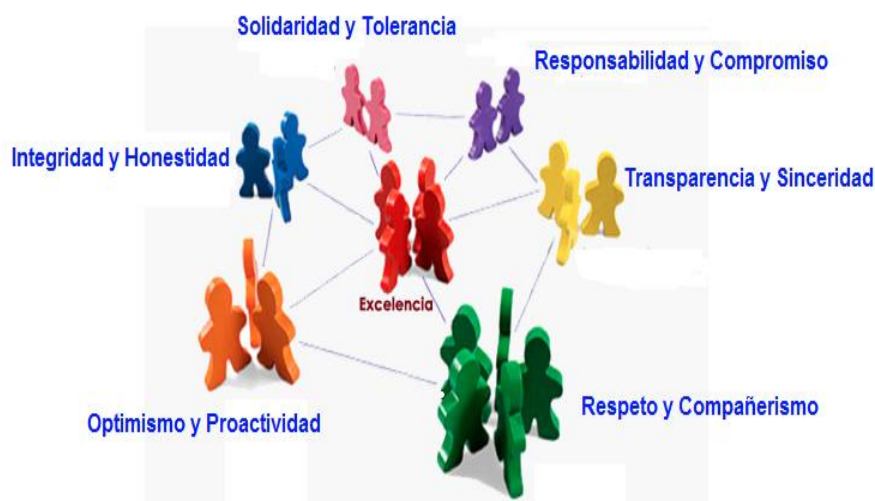 Solidaridad y Tolerancia
Responsabilidad y Compromiso
Integridad y Honestidad
Transparencia y Sinceridad
Excelencia
Respeto y Compañerismo
Optimismo y Proactividad